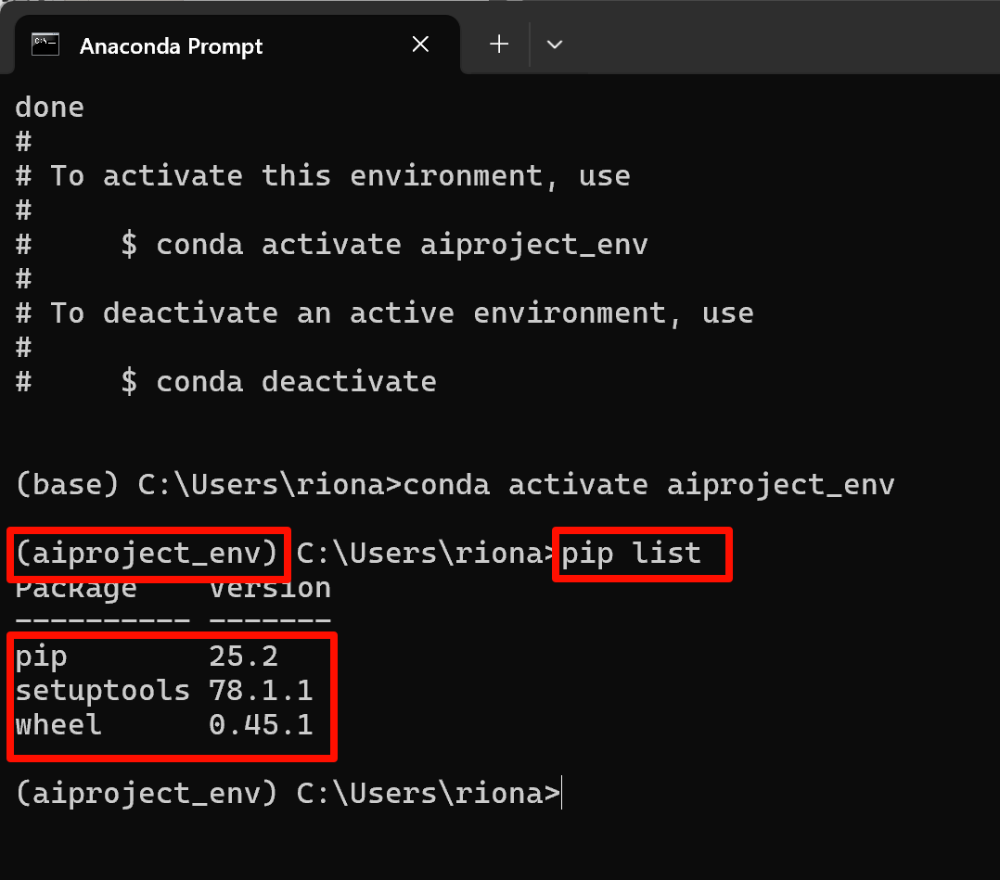 Anaconda Prompt
done
#
# To activate this environment, use
#
#     $ conda activate aiproject_env
#
# To deactivate an active environment, use
#
#     $ conda deactivate
(base) C:\Users\riona>conda activate aiproject_env
(aiproject_env) C:\Users\riona>pip list
Package    Version
---------- -------
pip        25.2
setuptools 78.1.1
wheel      0.45.1
(aiproject_env) C:\Users\riona>